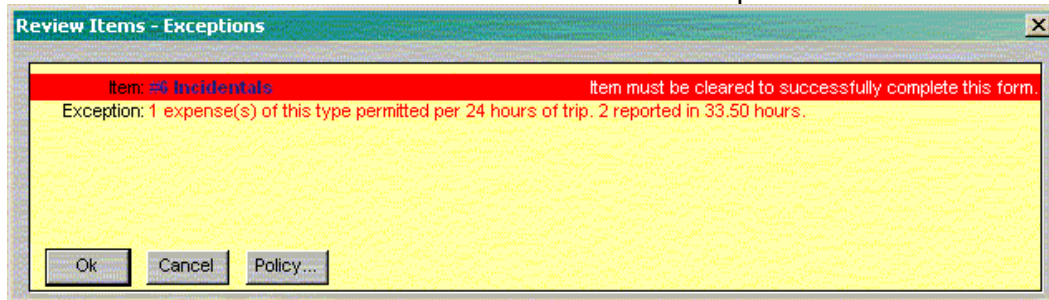 Review Items - Exceptions
Item: #6 Incidentals Item must be cleared to successfully complete this form.
Exception: 1 expense(s) of this type permitted per 24 hours of trip. 2 reported in 33.50 hours.
Ok Cancel Policy...